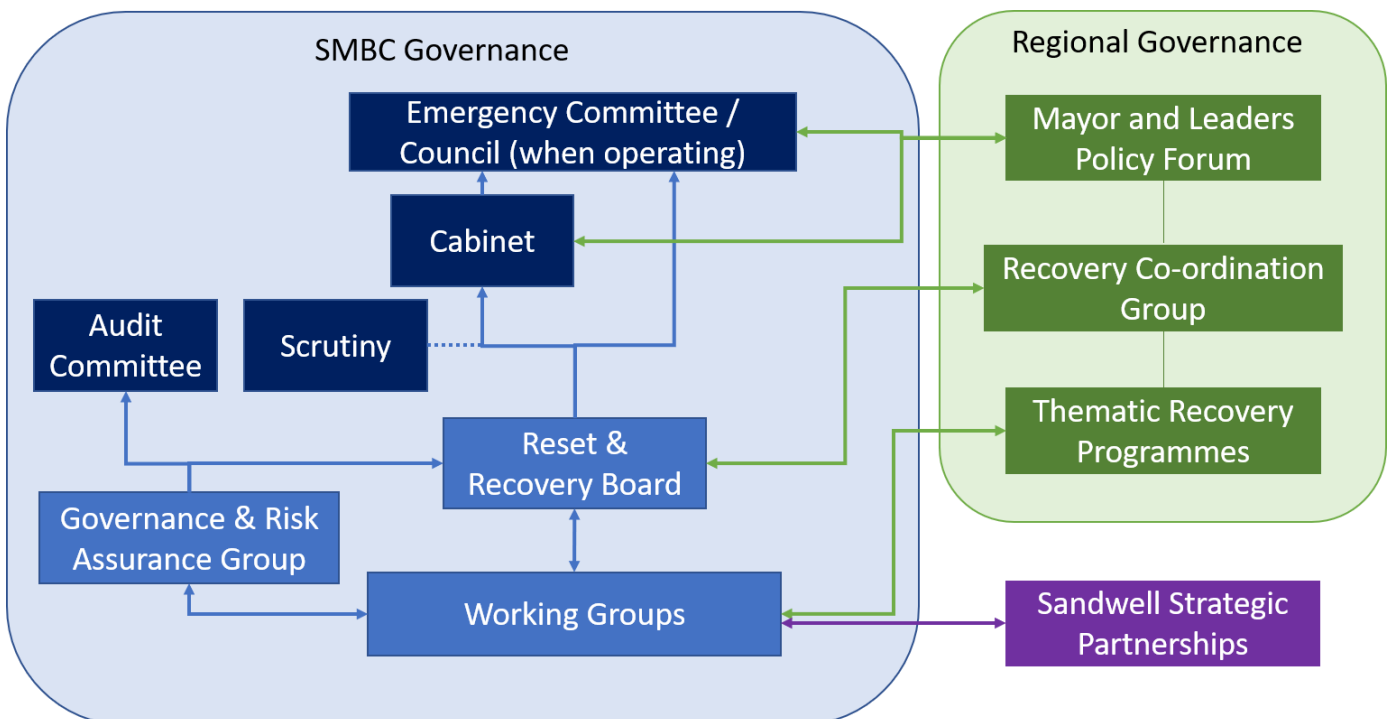 SMBC Governance
Emergency Committee /
Council (when operating)
Cabinet
Audit
Committee
Scrutiny
Reset &
Recovery Board
Governance & Risk
Assurance Group
Working Groups
Regional Governance
Mayor and Leaders
Policy Forum
Recovery Co-ordination
Group
Thematic Recovery
Programmes
Sandwell Strategic
Partnerships